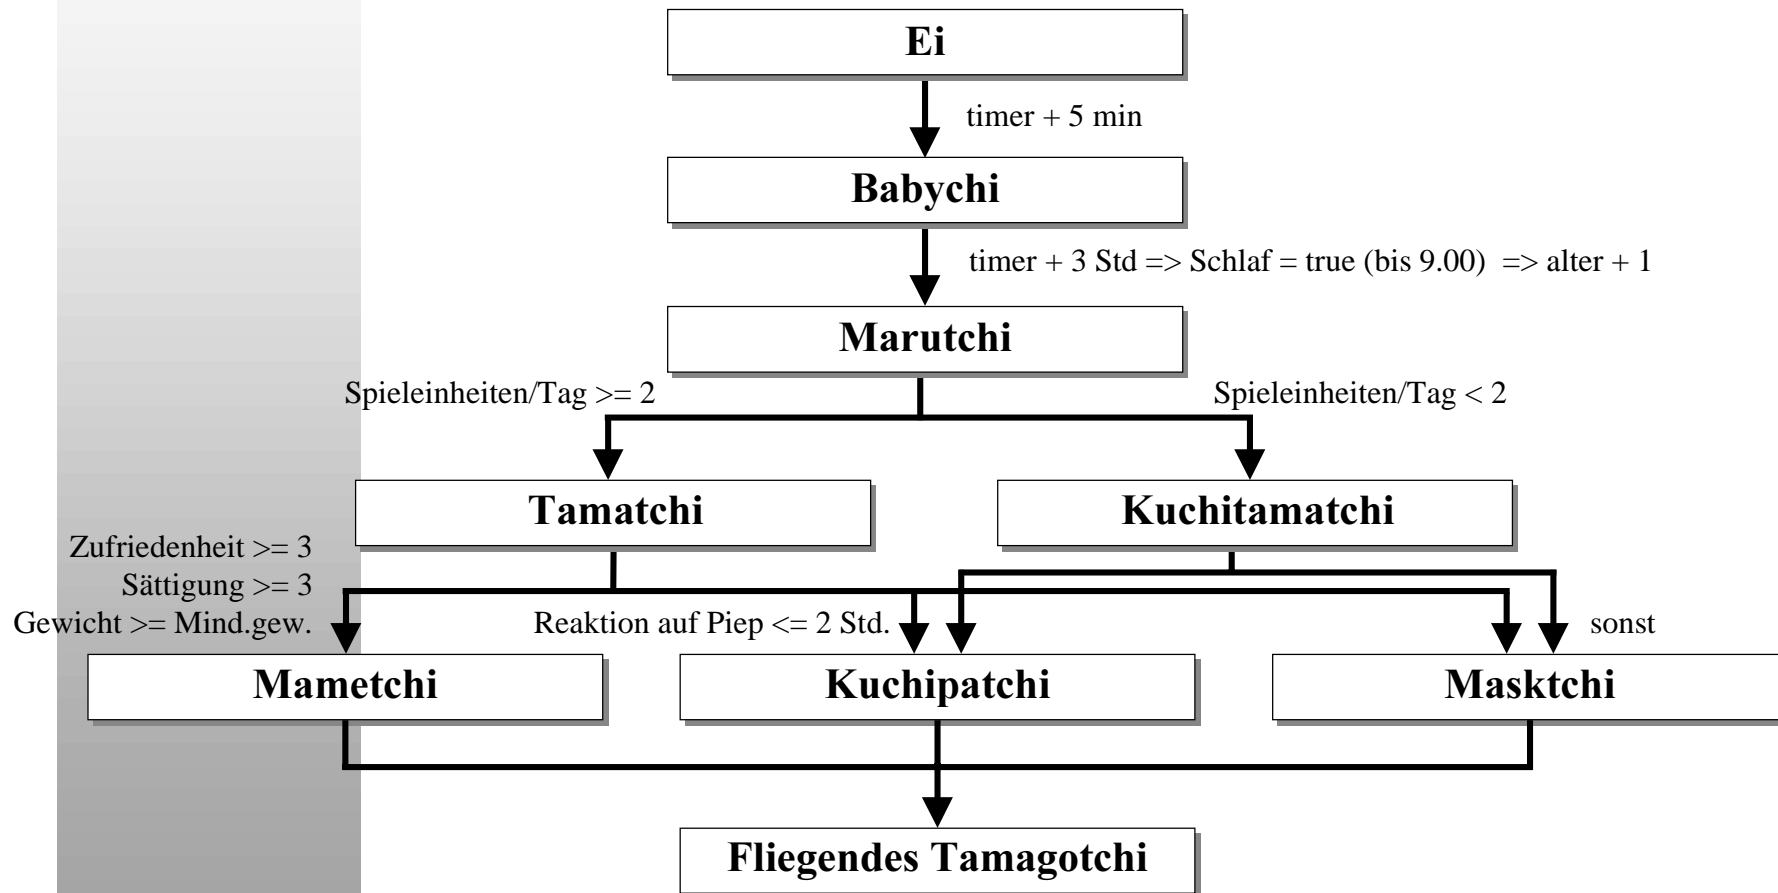 Ei
timer + 5 min
Babychi
timer + 3 Std => Schlaf = true (bis 9.00)  => alter + 1
Marutchi
Spieleinheiten/Tag >= 2
Spieleinheiten/Tag < 2
Tamatchi
Kuchitamatchi
Zufriedenheit >= 3
Sättigung >= 3
Gewicht >= Mind.gew.
Reaktion auf Piep <= 2 Std.
sonst
Mametchi
Kuchipatchi
Masktchi
Fliegendes Tamagotchi